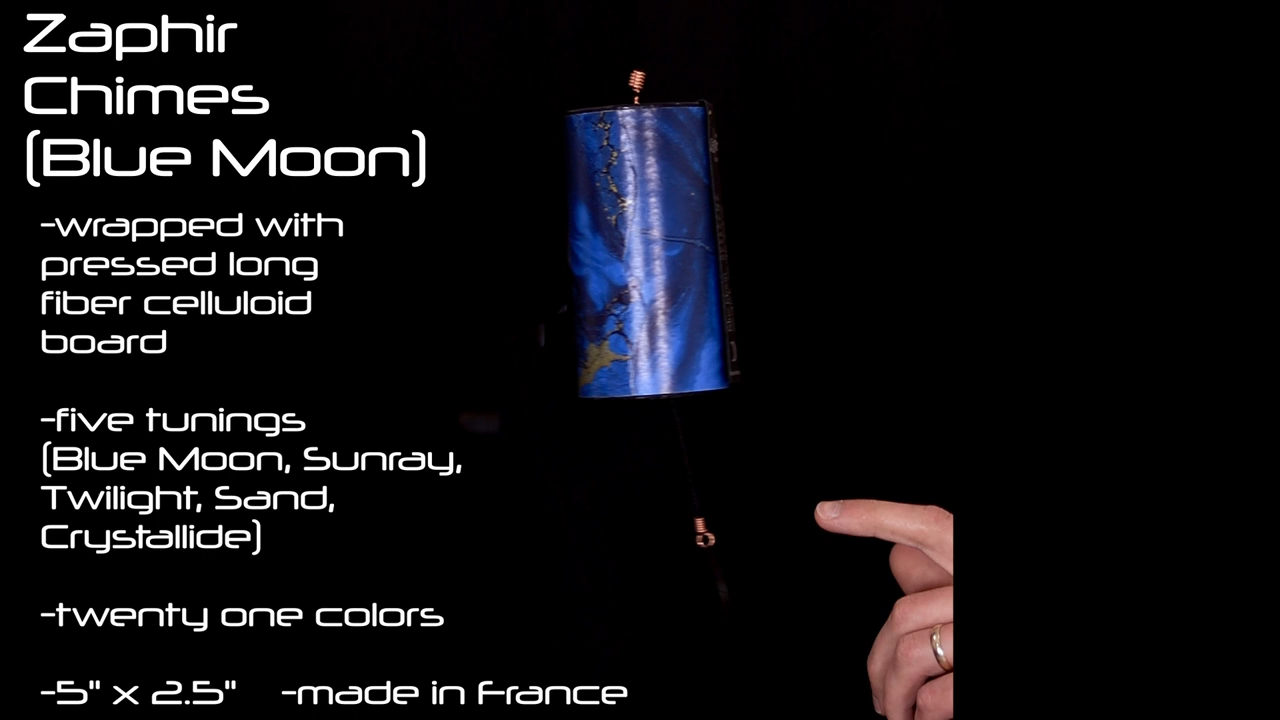 Zaphir
Chimes
(Blue Moon)
-wrapped with
pressed long
fiber celluloid
board
-five tunings
(Blue Moon, Sunray,
Twilight, Sand,
Crystallide)
-twenty one colors
-5" x 2.5" -made in France